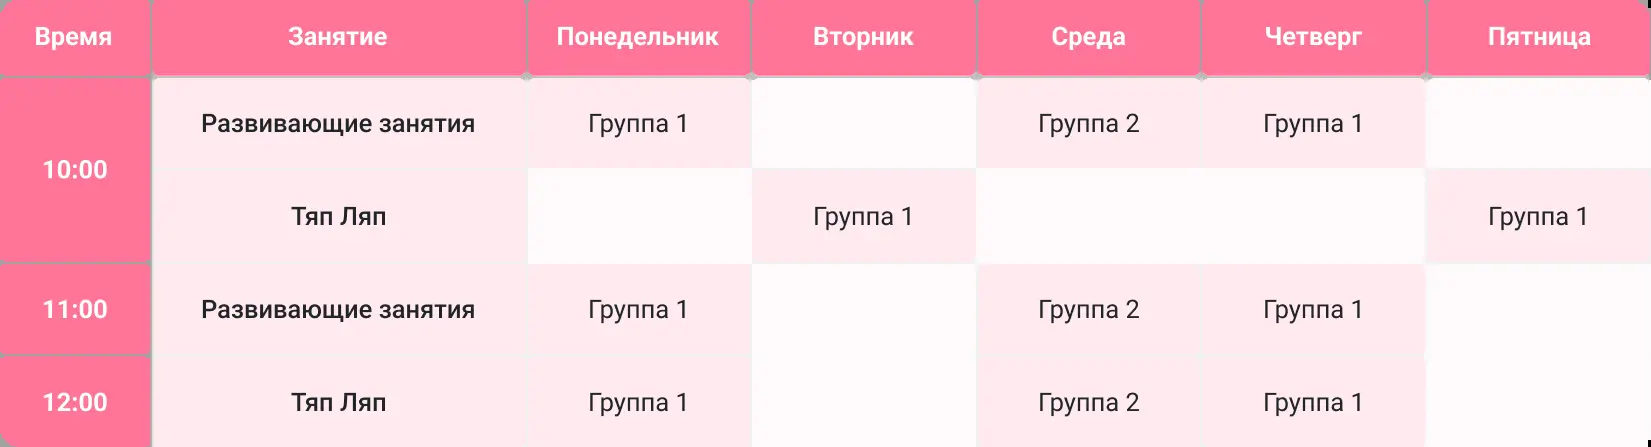 Время Занятие Понедельник Вторник Среда Четверг Пятница
10:00
Развивающие занятия Группа 1 Группа 2 Группа 1
Тяп Ляп Группа 1 Группа 1
11:00 Развивающие занятия Группа 1 Группа 2 Группа 1
12:00 Тяп Ляп Группа 1 Группа 2 Группа 1